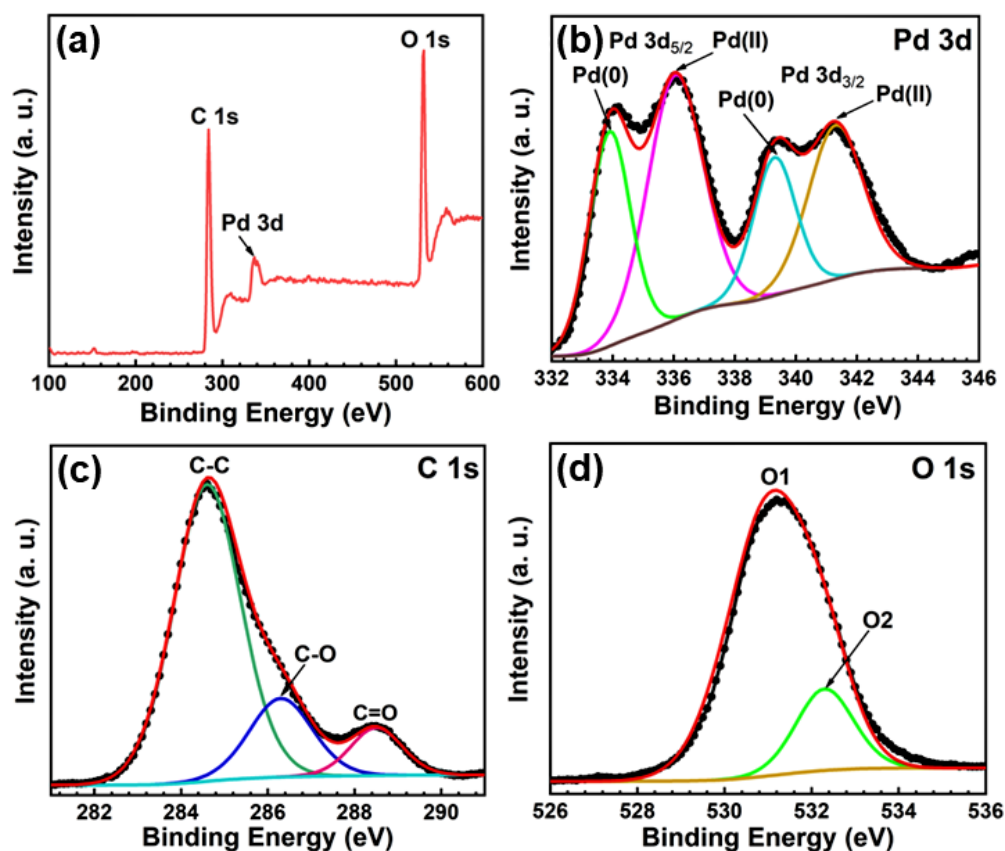 (a)
O 1s
C 1s
Pd 3d
Intensity (a. u.)
100 200 300 400 500 600
Binding Energy (eV)
(b)
Pd 3d
Pd 3d5/2
Pd(II)
Pd(0)
Pd 3d3/2
Pd(0)
Pd(II)
Intensity (a. u.)
332 334 336 338 340 342 344 346
Binding Energy (eV)
(c)
C 1s
C-C
C-O
C=O
Intensity (a. u.)
282 284 286 288 290
Binding Energy (eV)
(d)
O 1s
O1
O2
Intensity (a. u.)
526 528 530 532 534 536
Binding Energy (eV)